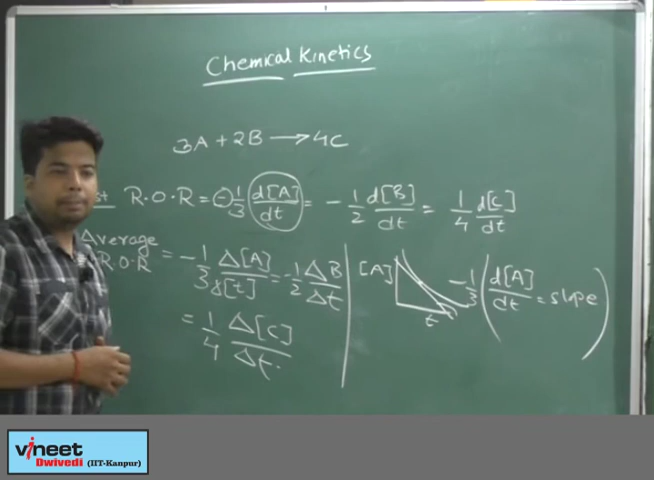 Chemical Kinetics
3A + 2B → 4C
st R.O.R = -1/3 d[A]/dt = -1/2 d[B]/dt = 1/4 d[C]/dt
Average
R.O.R = -1/3 Δ[A]/Δ[t] = -1/2 ΔB/Δt
= 1/4 Δ[C]/Δt.
[A]
t
-1/3 (d[A]/dt = slope)
vineet
Dwivedi (IIT-Kanpur)